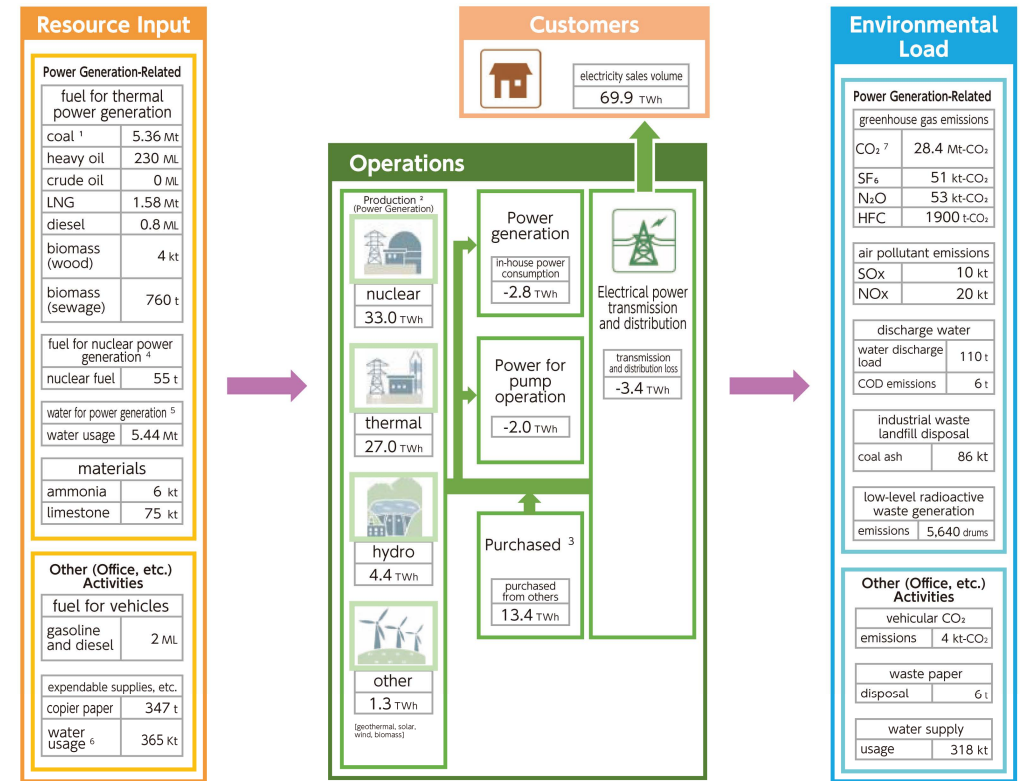 Resource Input
Power Generation-Related
fuel for thermal
power generation
coal 1 5.36 Mt
heavy oil 230 ML
crude oil 0 ML
LNG 1.58 Mt
diesel 0.8 ML
biomass
(wood) 4 kt
biomass
(sewage) 760 t
fuel for nuclear power
generation 4
nuclear fuel 55 t
water for power generation 5
water usage 5.44 Mt
materials
ammonia 6 kt
limestone 75 kt
Other (Office, etc.)
Activities
fuel for vehicles
gasoline
and diesel 2 ML
expendable supplies, etc.
copier paper 347 t
water
usage 6 365 Kt
Customers
electricity sales volume
69.9 TWh
Operations
Production 2
(Power Generation)
nuclear
33.0 TWh
thermal
27.0 TWh
hydro
4.4 TWh
other
1.3 TWh
[geothermal, solar,
wind, biomass]
Power
generation
in-house power
consumption
-2.8 TWh
Power for
pump
operation
-2.0 TWh
Purchased 3
purchased
from others
13.4 TWh
Electrical power
transmission
and distribution
transmission
and distribution loss
-3.4 TWh
Environmental
Load
Power Generation-Related
greenhouse gas emissions
CO₂ 7 28.4 Mt-CO₂
SF₆ 51 kt-CO₂
N₂O 53 kt-CO₂
HFC 1900 t-CO₂
air pollutant emissions
SOx 10 kt
NOx 20 kt
discharge water
water discharge
load 110 t
COD emissions 6 t
industrial waste
landfill disposal
coal ash 86 kt
low-level radioactive
waste generation
emissions 5,640 drums
Other (Office, etc.)
Activities
vehicular CO₂
emissions 4 kt-CO₂
waste paper
disposal 6 t
water supply
usage 318 kt